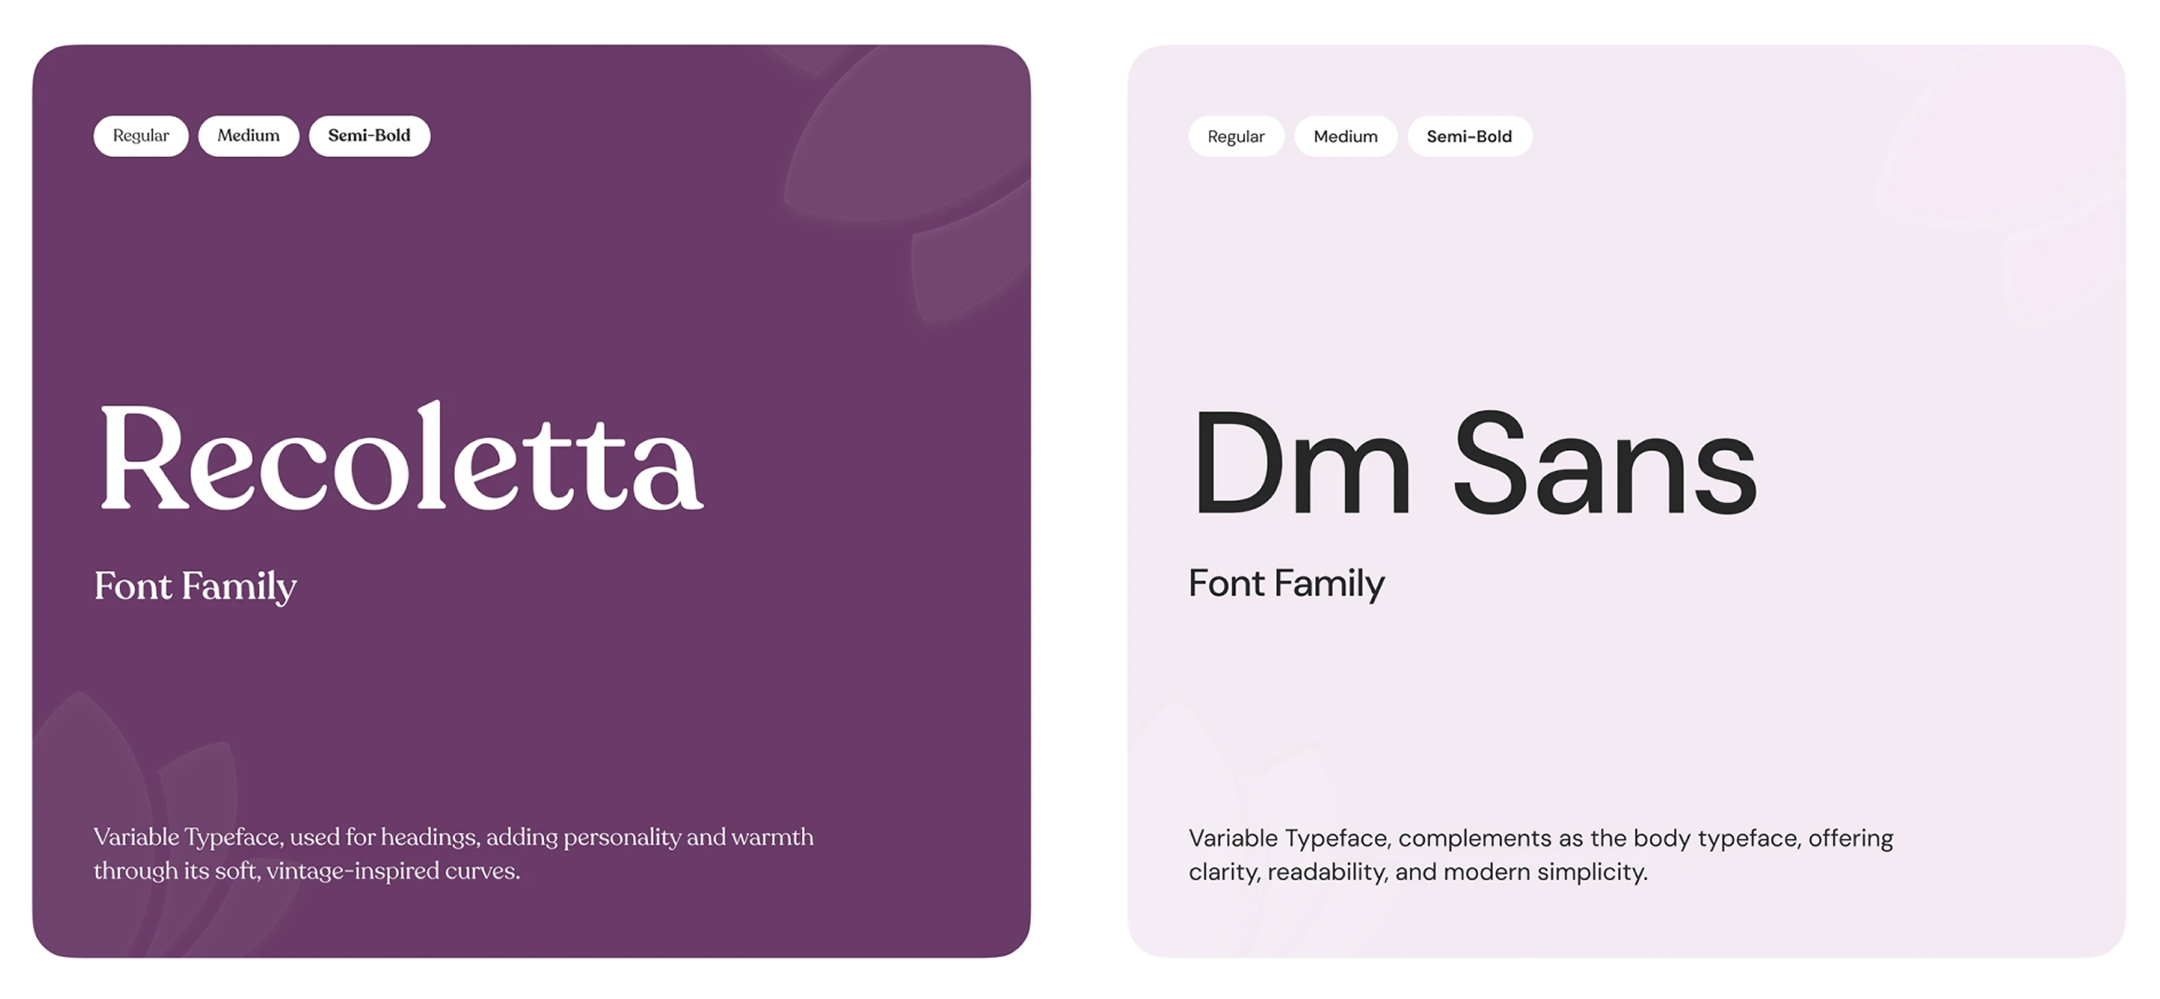 Regular Medium Semi-Bold
Recoletta
Font Family
Variable Typeface, used for headings, adding personality and warmth
through its soft, vintage-inspired curves.
Regular Medium Semi-Bold
Dm Sans
Font Family
Variable Typeface, complements as the body typeface, offering
clarity, readability, and modern simplicity.